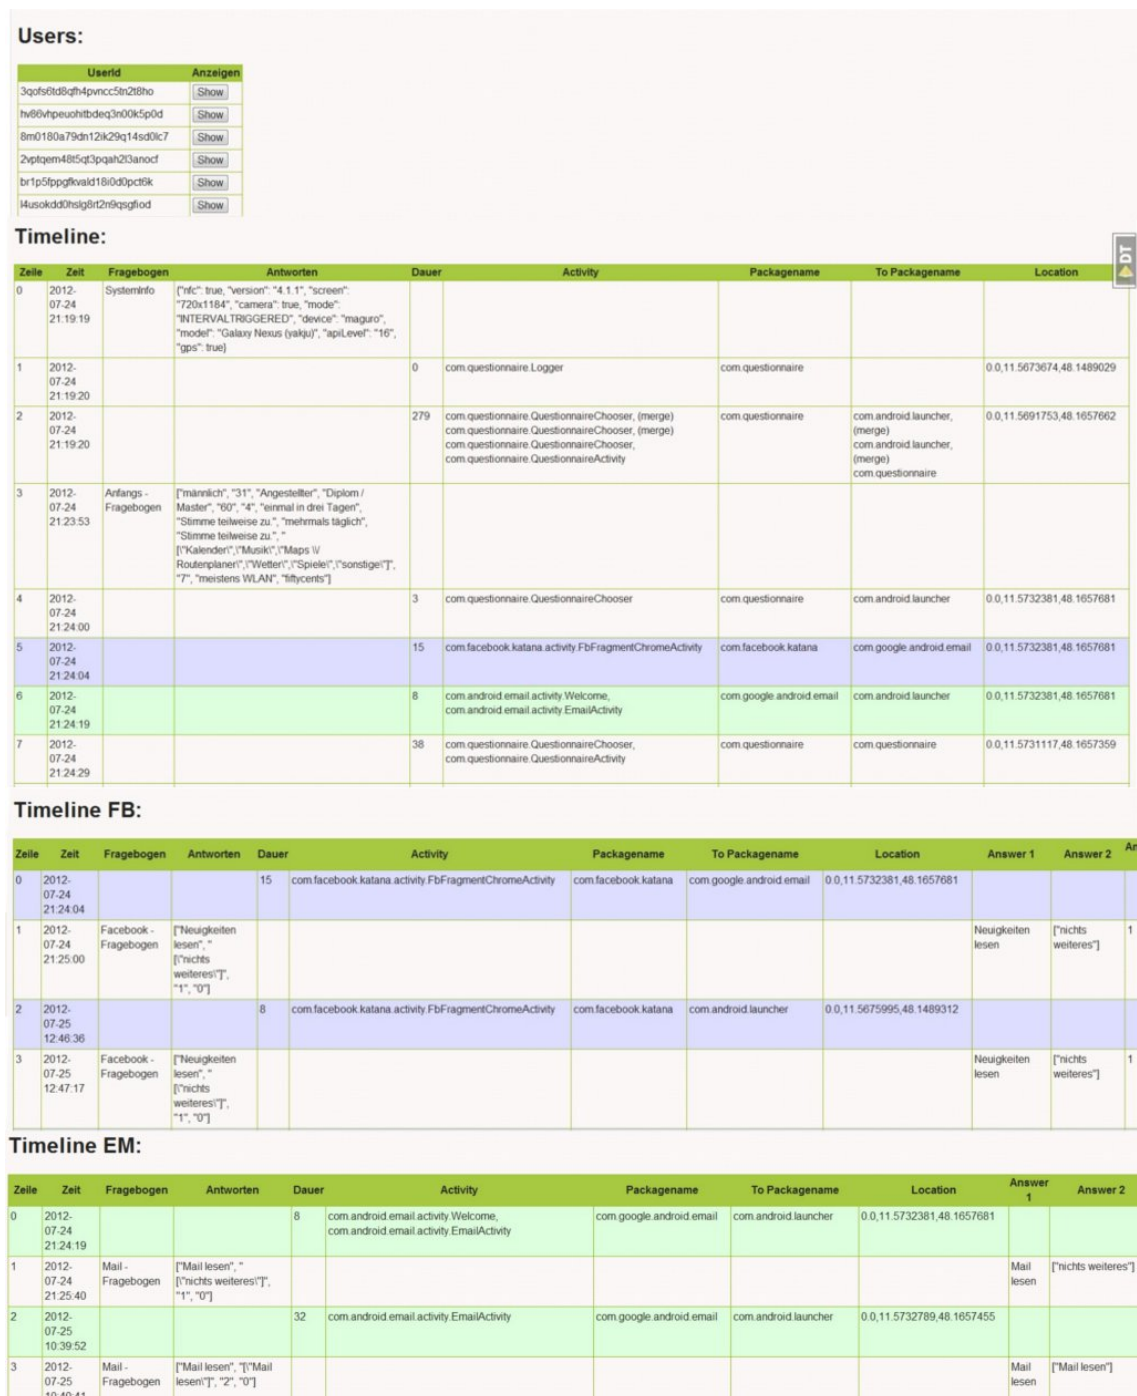 Users:
UserId Anzeigen
3qofs6td8qfh4pvncc5tn2t8ho Show
hv86vhpeuohitbdeq3n00k5p0d Show
8m0180a79dn12ik29q14sd0lc7 Show
2vptqem48t5qt3pqah2l3anocf Show
br1p5fppgfkvald18i0d0pct6k Show
l4usokdd0hslg8rt2n9qsgfiod Show
Timeline:
DT
Zeile Zeit Fragebogen Antworten Dauer Activity Packagename To Packagename Location
0 2012- SystemInfo {"nfc": true, "version": "4.1.1", "screen":
07-24 "720x1184", "camera": true, "mode":
21:19:19 "INTERVALTRIGGERED", "device": "maguro",
"model": "Galaxy Nexus (yakju)", "apiLevel": "16",
"gps": true}
1 2012- 0 com.questionnaire.Logger com.questionnaire 0.0,11.5673674,48.1489029
07-24
21:19:20
2 2012- 279 com.questionnaire.QuestionnaireChooser, (merge) com.questionnaire com.android.launcher, 0.0,11.5691753,48.1657662
07-24 com.questionnaire.QuestionnaireChooser, (merge) (merge)
21:19:20 com.questionnaire.QuestionnaireChooser, com.android.launcher,
com.questionnaire.QuestionnaireActivity (merge)
com.questionnaire
3 2012- Anfangs - ["männlich", "31", "Angestellter", "Diplom /
07-24 Fragebogen Master", "60", "4", "einmal in drei Tagen",
21:23:53 "Stimme teilweise zu.", "mehrmals täglich",
"Stimme teilweise zu.", "
[\"Kalender\",\"Musik\",\"Maps \\/
Routenplaner\",\"Wetter\",\"Spiele\",\"sonstige\"]",
"7", "meistens WLAN", "fiftycents"]
4 2012- 3 com.questionnaire.QuestionnaireChooser com.questionnaire com.android.launcher 0.0,11.5732381,48.1657681
07-24
21:24:00
5 2012- 15 com.facebook.katana.activity.FbFragmentChromeActivity com.facebook.katana com.google.android.email 0.0,11.5732381,48.1657681
07-24
21:24:04
6 2012- 8 com.android.email.activity.Welcome, com.google.android.email com.android.launcher 0.0,11.5732381,48.1657681
07-24 com.android.email.activity.EmailActivity
21:24:19
7 2012- 38 com.questionnaire.QuestionnaireChooser, com.questionnaire com.questionnaire 0.0,11.5731117,48.1657359
07-24 com.questionnaire.QuestionnaireActivity
21:24:29
Timeline FB:
Zeile Zeit Fragebogen Antworten Dauer Activity Packagename To Packagename Location Answer 1 Answer 2 An
0 2012- 15 com.facebook.katana.activity.FbFragmentChromeActivity com.facebook.katana com.google.android.email 0.0,11.5732381,48.1657681
07-24
21:24:04
1 2012- Facebook - ["Neuigkeiten Neuigkeiten ["nichts 1
07-24 Fragebogen lesen", " lesen weiteres"]
21:25:00 [\"nichts
weiteres\"]",
"1", "0"]
2 2012- 8 com.facebook.katana.activity.FbFragmentChromeActivity com.facebook.katana com.android.launcher 0.0,11.5675995,48.1489312
07-25
12:46:36
3 2012- Facebook - ["Neuigkeiten Neuigkeiten ["nichts 1
07-25 Fragebogen lesen", " lesen weiteres"]
12:47:17 [\"nichts
weiteres\"]",
"1", "0"]
Timeline EM:
Zeile Zeit Fragebogen Antworten Dauer Activity Packagename To Packagename Location Answer 1 Answer 2
0 2012- 8 com.android.email.activity.Welcome, com.google.android.email com.android.launcher 0.0,11.5732381,48.1657681
07-24 com.android.email.activity.EmailActivity
21:24:19
1 2012- Mail - ["Mail lesen", " Mail ["nichts weiteres"]
07-24 Fragebogen [\"nichts weiteres\"]", lesen
21:25:40 "1", "0"]
2 2012- 32 com.android.email.activity.EmailActivity com.google.android.email com.android.launcher 0.0,11.5732789,48.1657455
07-25
10:39:52
3 2012- Mail - ["Mail lesen", "[\"Mail Mail ["Mail lesen"]
07-25 Fragebogen lesen\"]", "2", "0"] lesen